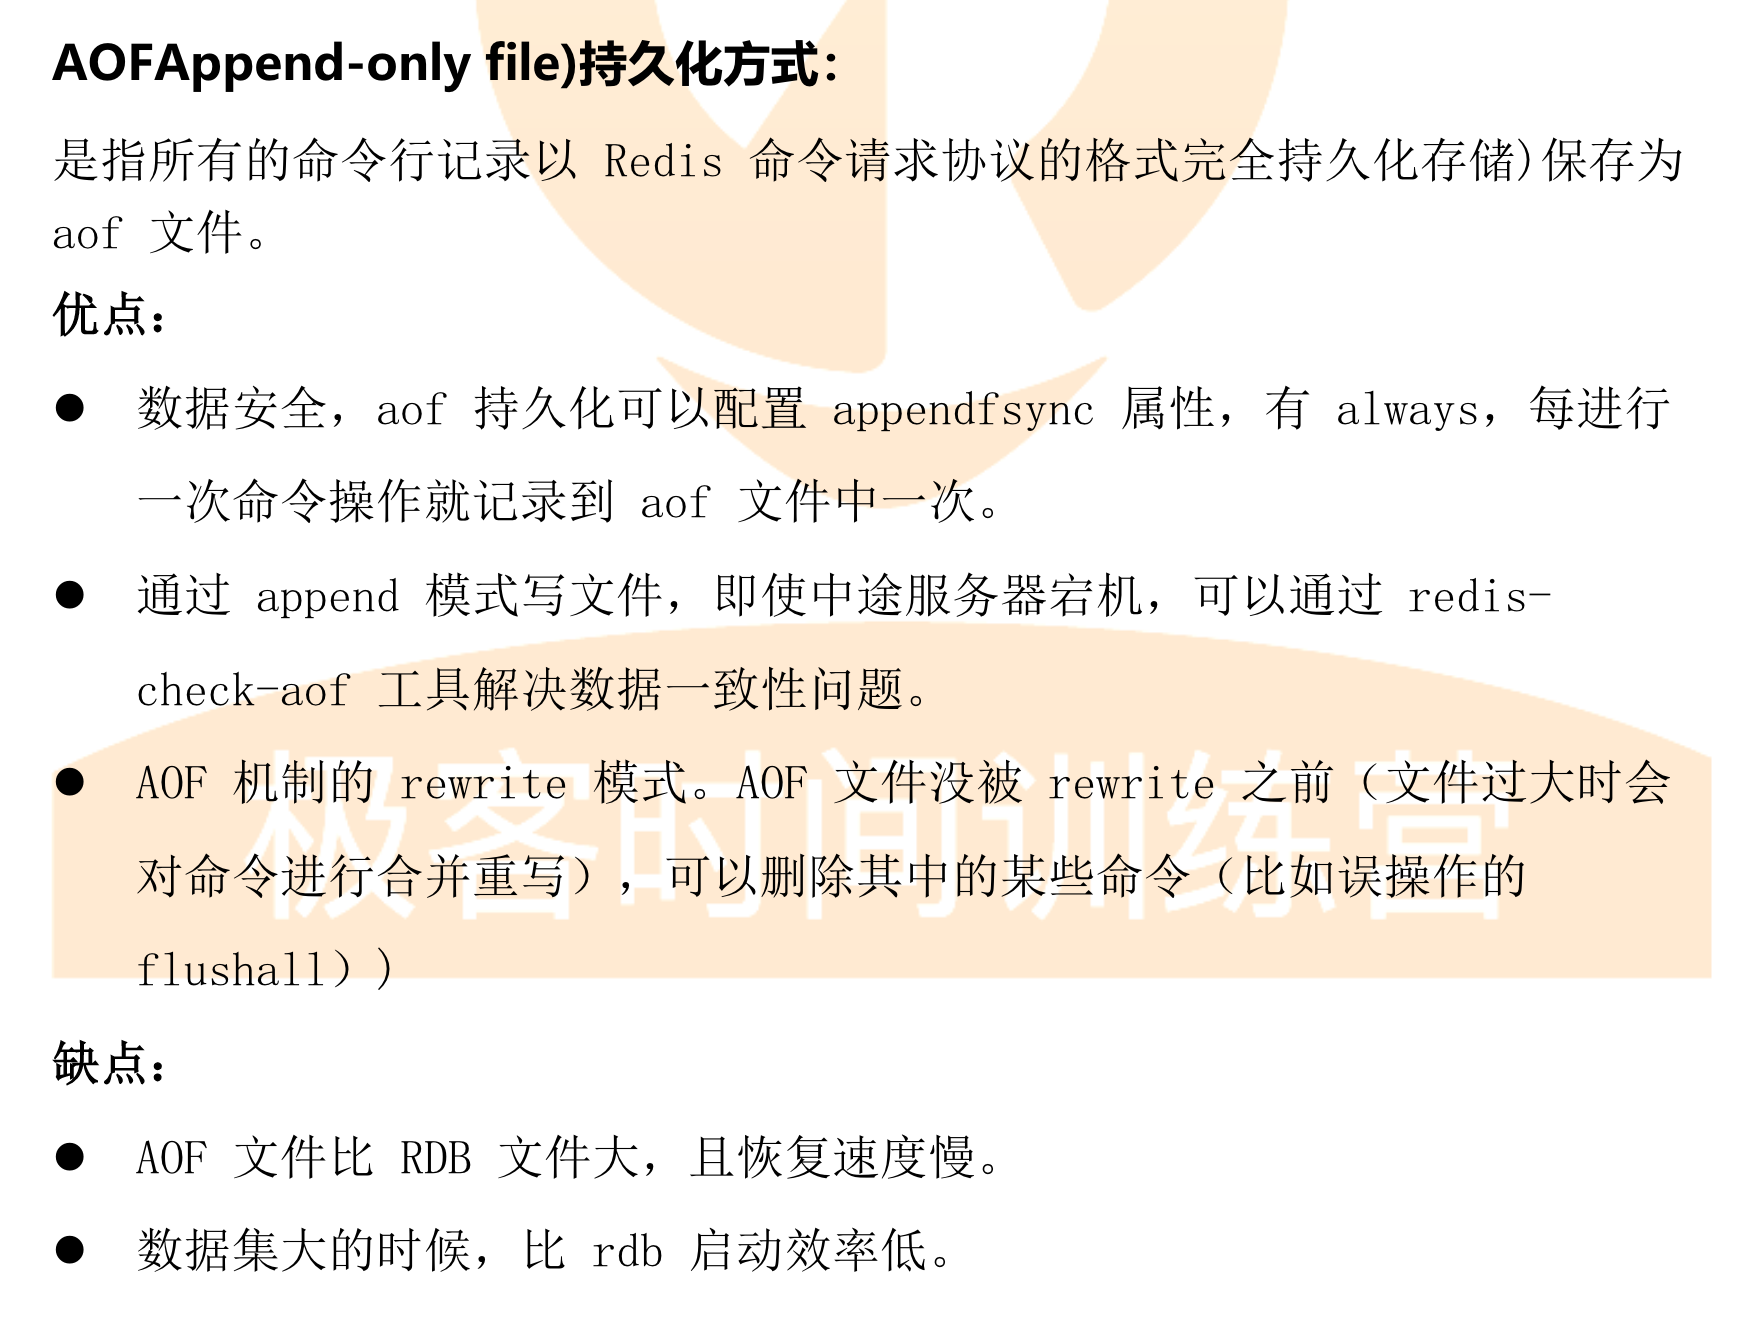 AOFAppend-only file)持久化方式：
是指所有的命令行记录以 Redis 命令请求协议的格式完全持久化存储)保存为
aof 文件。
优点：
● 数据安全，aof 持久化可以配置 appendfsync 属性，有 always，每进行
一次命令操作就记录到 aof 文件中一次。
● 通过 append 模式写文件，即使中途服务器宕机，可以通过 redis-
check-aof 工具解决数据一致性问题。
● AOF 机制的 rewrite 模式。AOF 文件没被 rewrite 之前（文件过大时会
对命令进行合并重写），可以删除其中的某些命令（比如误操作的
flushall）)
极客时间训练营
缺点：
● AOF 文件比 RDB 文件大，且恢复速度慢。
● 数据集大的时候，比 rdb 启动效率低。